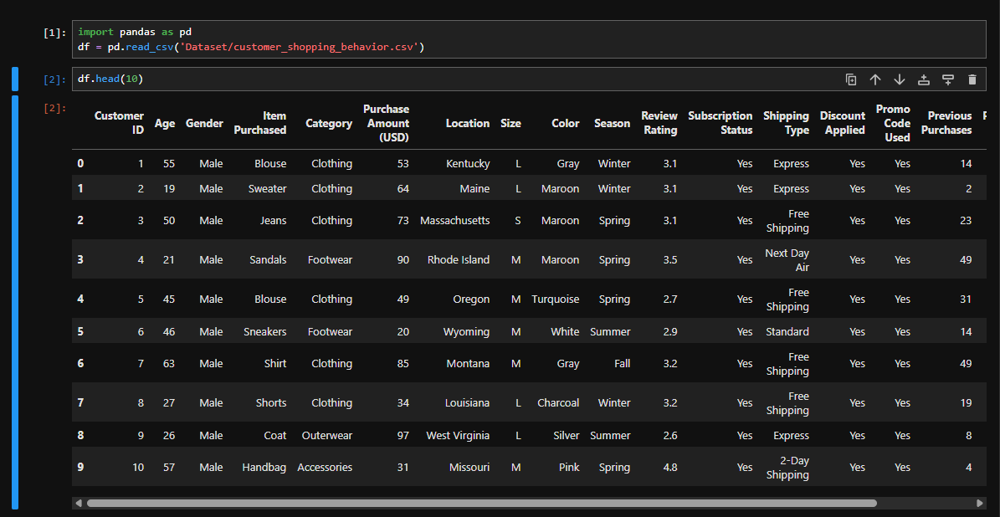 [1]: import pandas as pd
df = pd.read_csv('Dataset/customer_shopping_behavior.csv')
[2]: df.head(10)
[2]:
Customer ID Age Gender Item Purchased Category Purchase Amount (USD) Location Size Color Season Review Rating Subscription Status Shipping Type Discount Applied Promo Code Used Previous Purchases
0 1 55 Male Blouse Clothing 53 Kentucky L Gray Winter 3.1 Yes Express Yes Yes 14
1 2 19 Male Sweater Clothing 64 Maine L Maroon Winter 3.1 Yes Express Yes Yes 2
2 3 50 Male Jeans Clothing 73 Massachusetts S Maroon Spring 3.1 Yes Free Shipping Yes Yes 23
3 4 21 Male Sandals Footwear 90 Rhode Island M Maroon Spring 3.5 Yes Next Day Air Yes Yes 49
4 5 45 Male Blouse Clothing 49 Oregon M Turquoise Spring 2.7 Yes Free Shipping Yes Yes 31
5 6 46 Male Sneakers Footwear 20 Wyoming M White Summer 2.9 Yes Standard Yes Yes 14
6 7 63 Male Shirt Clothing 85 Montana M Gray Fall 3.2 Yes Free Shipping Yes Yes 49
7 8 27 Male Shorts Clothing 34 Louisiana L Charcoal Winter 3.2 Yes Free Shipping Yes Yes 19
8 9 26 Male Coat Outerwear 97 West Virginia L Silver Summer 2.6 Yes Express Yes Yes 8
9 10 57 Male Handbag Accessories 31 Missouri M Pink Spring 4.8 Yes 2-Day Shipping Yes Yes 4